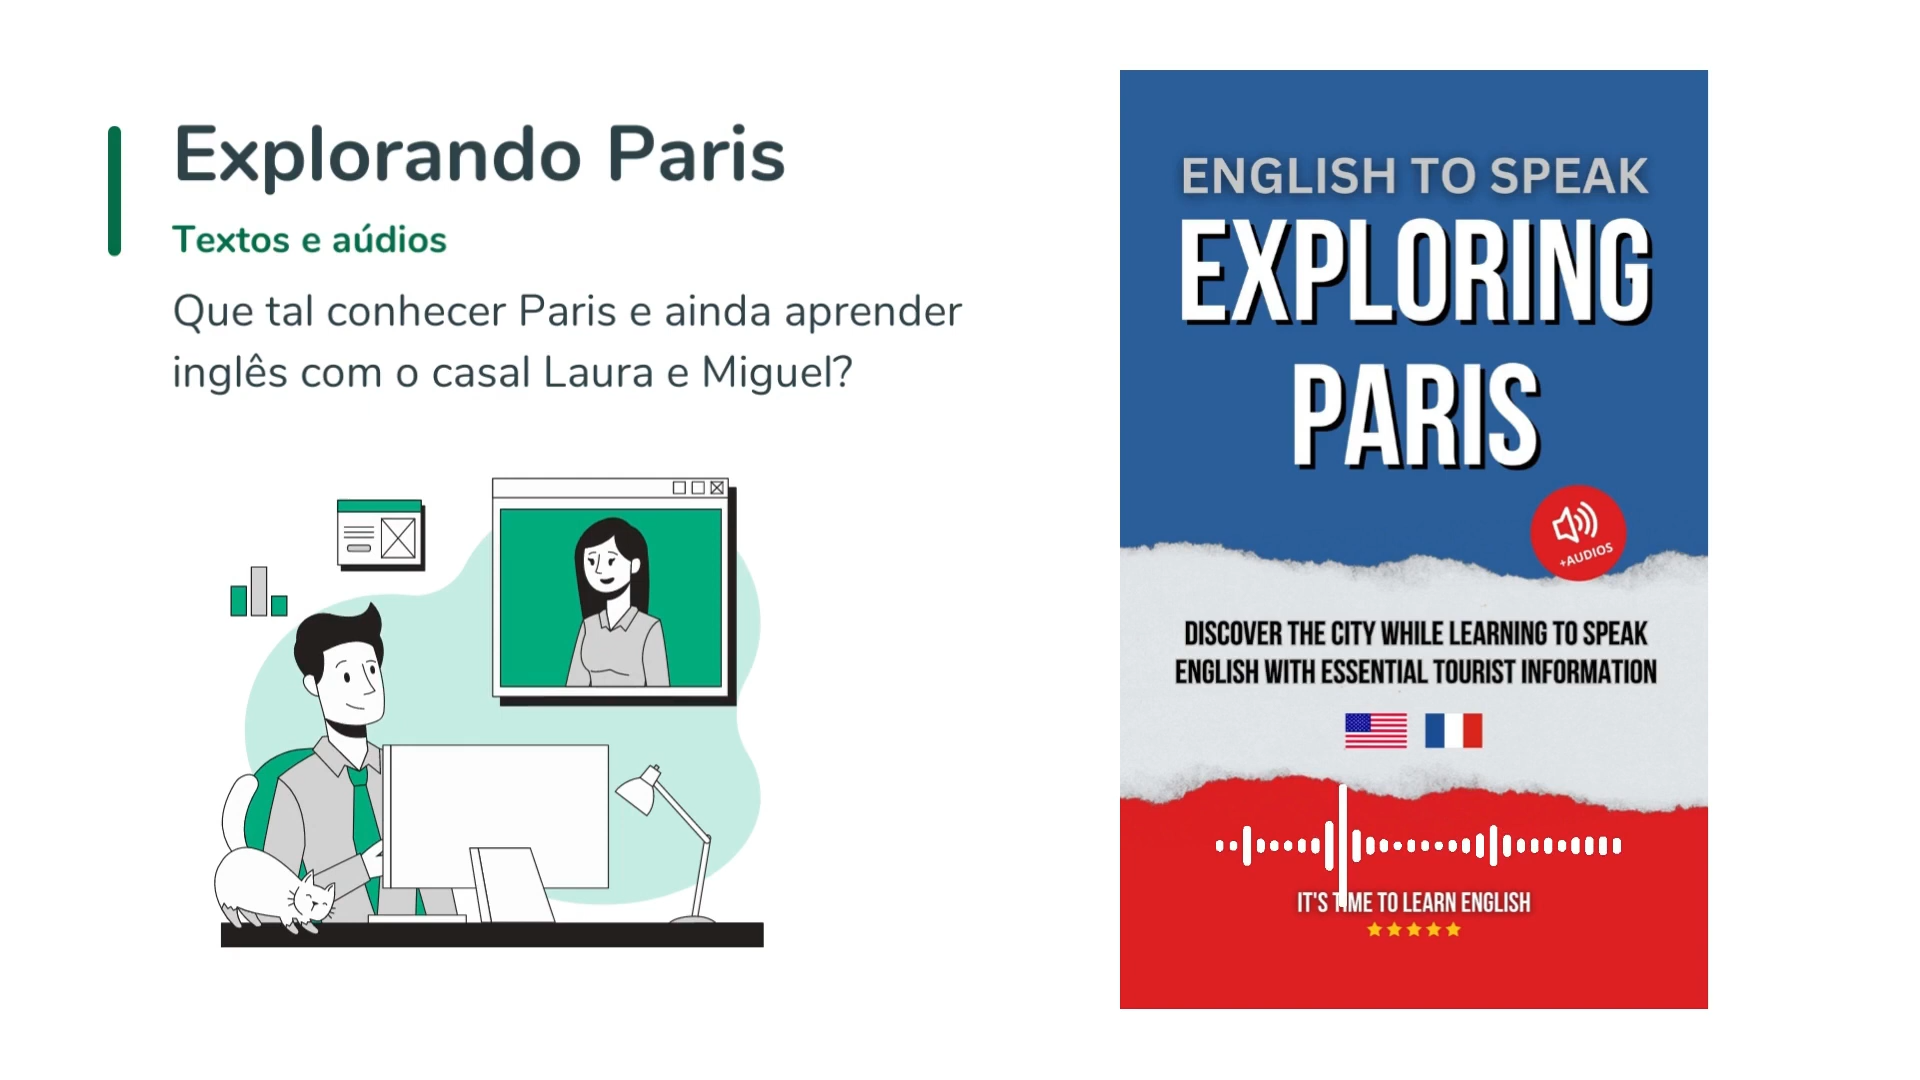 Explorando Paris
Textos e aúdios
Que tal conhecer Paris e ainda aprender
inglês com o casal Laura e Miguel?
ENGLISH TO SPEAK
EXPLORING
PARIS
+AUDIOS
DISCOVER THE CITY WHILE LEARNING TO SPEAK
ENGLISH WITH ESSENTIAL TOURIST INFORMATION
IT'S TIME TO LEARN ENGLISH